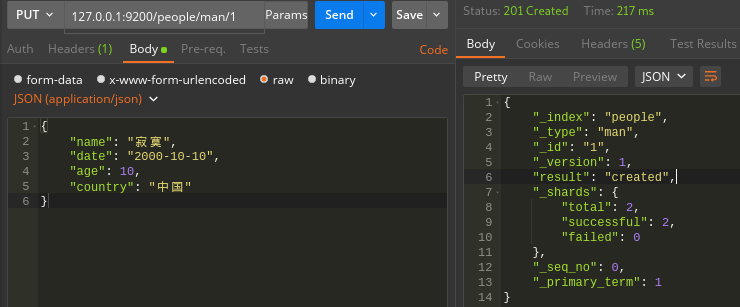 PUT 127.0.0.1:9200/people/man/1 Params Send Save
Auth Headers (1) Body Pre-req. Tests Code
form-data x-www-form-urlencoded raw binary
JSON (application/json)
1 {
2 "name": "寂寞",
3 "date": "2000-10-10",
4 "age": 10,
5 "country": "中国"
6 }
Status: 201 Created Time: 217 ms
Body Cookies Headers (5) Test Results
Pretty Raw Preview JSON
1 {
2 "_index": "people",
3 "_type": "man",
4 "_id": "1",
5 "_version": 1,
6 "result": "created",
7 "_shards": {
8 "total": 2,
9 "successful": 2,
10 "failed": 0
11 },
12 "_seq_no": 0,
13 "_primary_term": 1
14 }